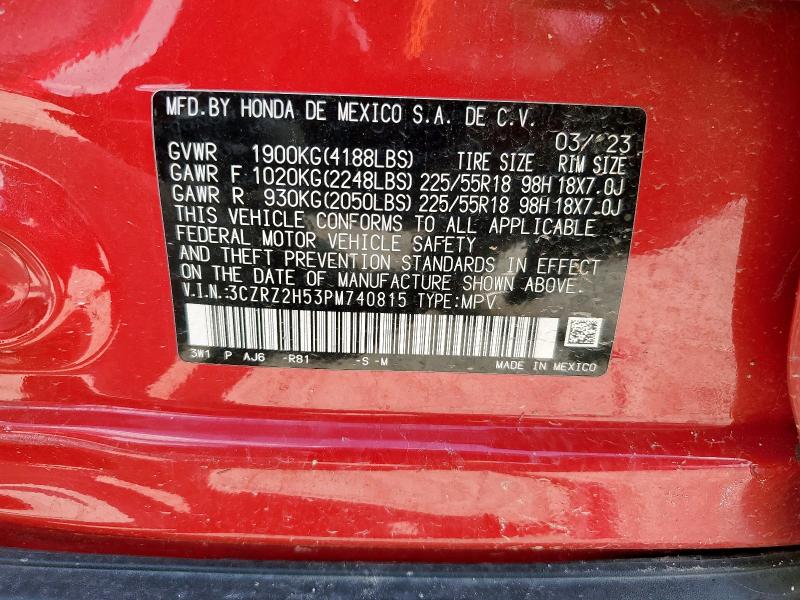 MFD.BY HONDA DE MEXICO S.A. DE C.V.
03/'23
GVWR 1900KG(4188LBS) TIRE SIZE RIM SIZE
GAWR F 1020KG(2248LBS) 225/55R18 98H 18X7.0J
GAWR R 930KG(2050LBS) 225/55R18 98H 18X7.0J
THIS VEHICLE CONFORMS TO ALL APPLICABLE
FEDERAL MOTOR VEHICLE SAFETY
AND THEFT PREVENTION STANDARDS IN EFFECT
ON THE DATE OF MANUFACTURE SHOWN ABOVE.
V.I.N.:3CZRZ2H53PM740815 TYPE:MPV
3W1 P AJ6 -R81 -S -M MADE IN MEXICO